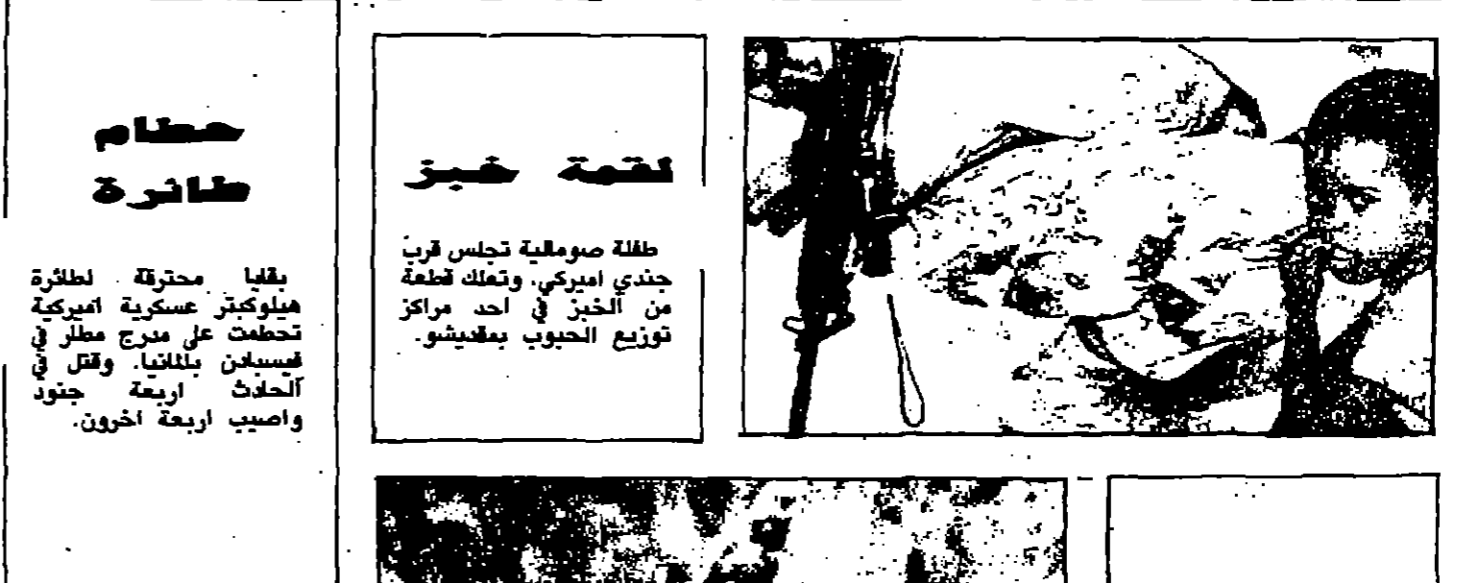 لقمة خبز
طفلة صومالية تجلس قرب
جندي اميركي، وتعلك قطعة
من الخبز في احد مراكز
توزيع الحبوب بمقديشو.
حطام
طائرة
بقايا محترقة لطائرة
هيلوكبتر عسكرية اميركية
تحطمت على مدرج مطار في
فيسبادن بالمانيا. وقتل في
الحادث اربعة جنود
واصيب اربعة اخرون.